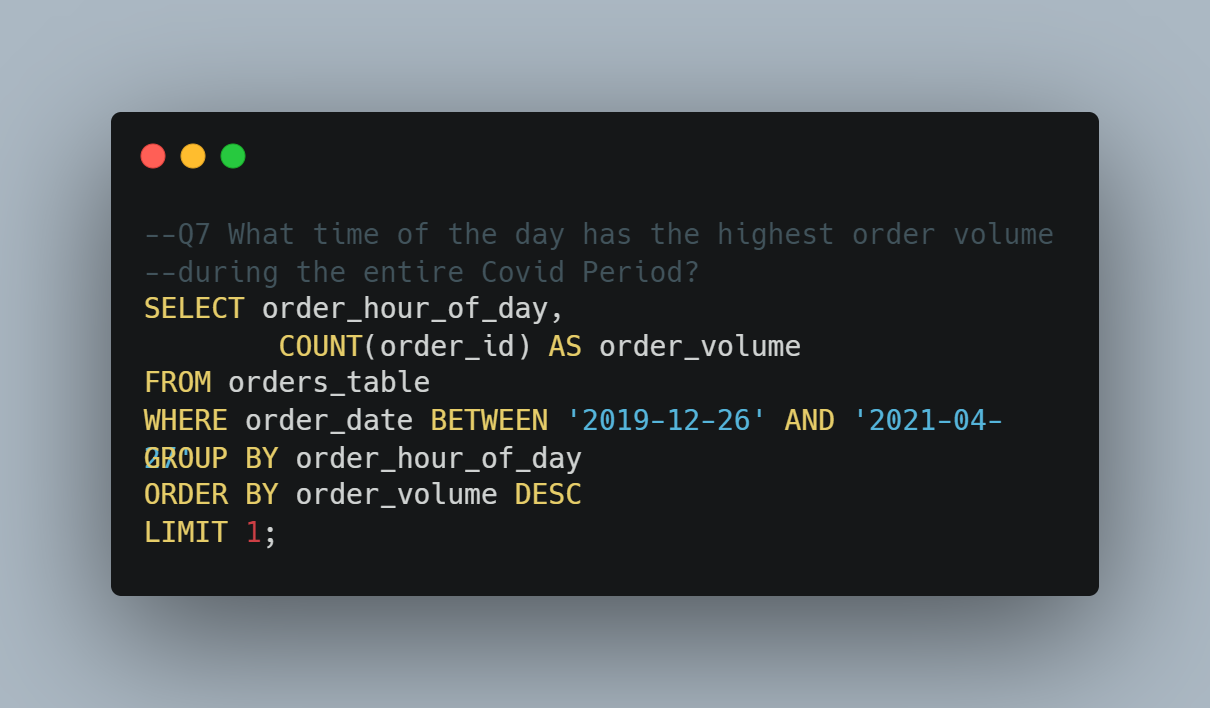 --Q7 What time of the day has the highest order volume
--during the entire Covid Period?
SELECT order_hour_of_day,
COUNT(order_id) AS order_volume
FROM orders_table
WHERE order_date BETWEEN '2019-12-26' AND '2021-04-
GROUP BY order_hour_of_day
ORDER BY order_volume DESC
LIMIT 1;